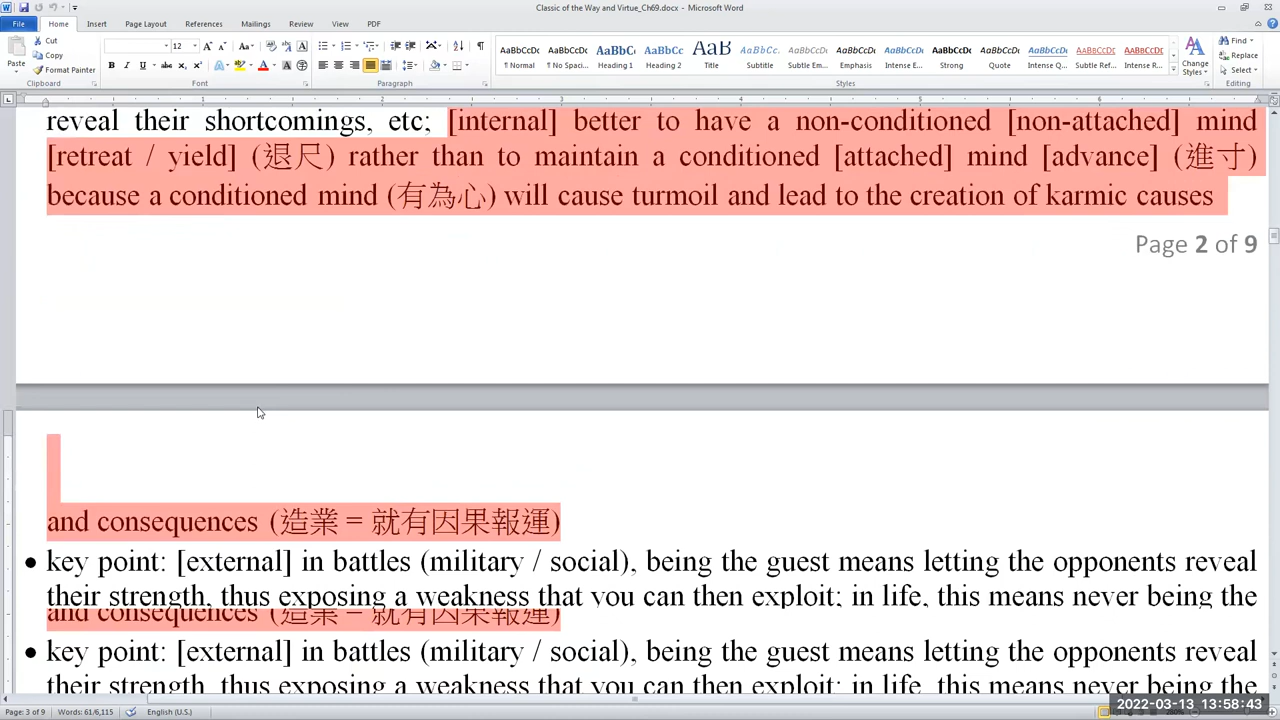 Classic of the Way and Virtue_Ch69.docx - Microsoft Word
File Home Insert Page Layout References Mailings Review View PDF
Paste Cut Copy Format Painter
12
Clipboard Font Paragraph Styles Editing
AaBbCcDc AaBbCcDc AaBbC AaBbCc AaB AaBbCc. AaBbCcDc AaBbCcDc AaBbCcDc AaBbCcDc AaBbCcDc AaBbCcDc AaBbCcDc
¶ Normal ¶ No Spaci... Heading 1 Heading 2 Title Subtitle Subtle Em... Emphasis Intense E... Strong Quote Intense Q... Subtle Ref... Intense R...
Change Styles
Find Replace Select
reveal their shortcomings, etc; [internal] better to have a non-conditioned [non-attached] mind
[retreat / yield] (退尺) rather than to maintain a conditioned [attached] mind [advance] (進寸)
because a conditioned mind (有為心) will cause turmoil and lead to the creation of karmic causes
Page 2 of 9
and consequences (造業 = 就有因果報運)
• key point: [external] in battles (military / social), being the guest means letting the opponents reveal
their strength, thus exposing a weakness that you can then exploit; in life, this means never being the
and consequences (造業 = 就有因果報運)
• key point: [external] in battles (military / social), being the guest means letting the opponents reveal
their strength, thus exposing a weakness that you can then exploit; in life, this means never being the
Page: 3 of 9 Words: 61/6,115 English (U.S.)
2022-03-13 13:58:43